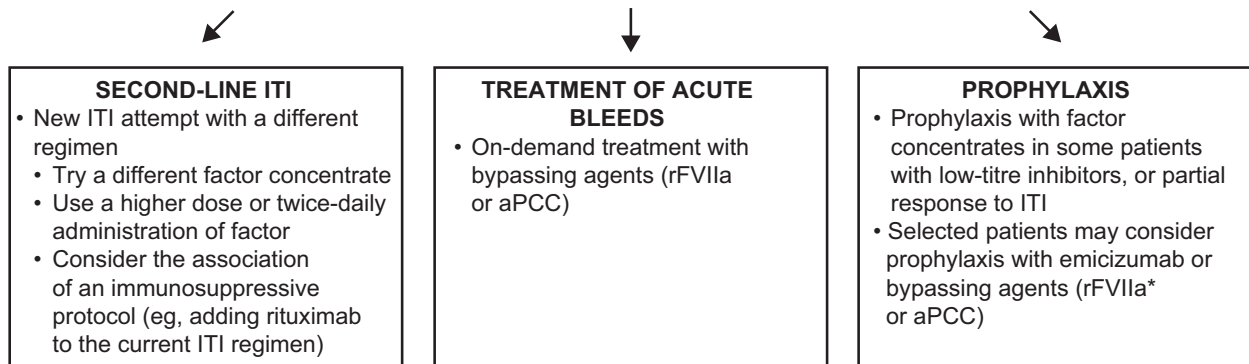 SECOND-LINE ITI
• New ITI attempt with a different
regimen
• Try a different factor concentrate
• Use a higher dose or twice-daily
administration of factor
• Consider the association
of an immunosuppressive
protocol (eg, adding rituximab
to the current ITI regimen)
TREATMENT OF ACUTE
BLEEDS
• On-demand treatment with
bypassing agents (rFVIIa
or aPCC)
PROPHYLAXIS
• Prophylaxis with factor
concentrates in some patients
with low-titre inhibitors, or partial
response to ITI
• Selected patients may consider
prophylaxis with emicizumab or
bypassing agents (rFVIIa*
or aPCC)